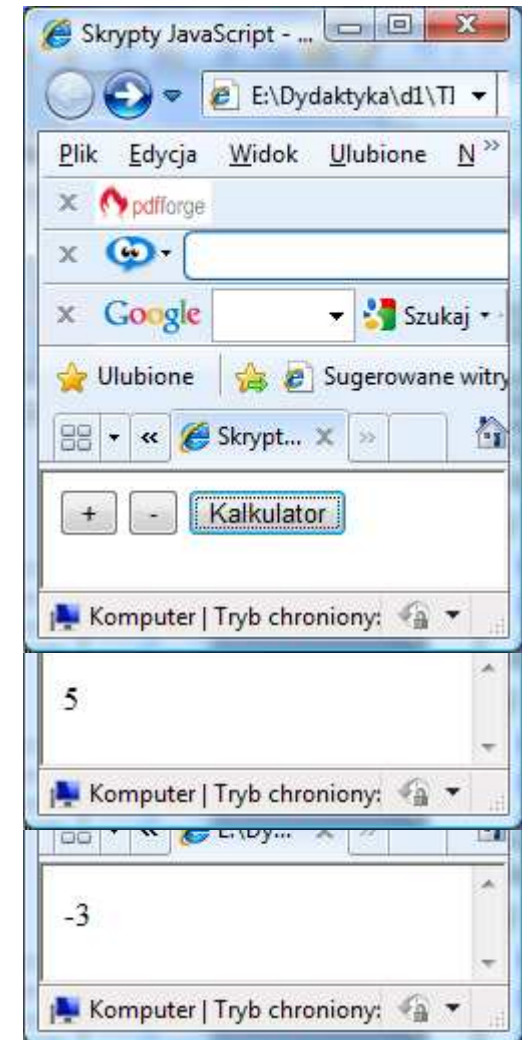 Skrypty JavaScript - ...
E:\Dydaktyka\d1\TI
Plik Edycja Widok Ulubione N »
x pdfforge
x
x Google Szukaj
Ulubione Sugerowane witry
« Skrypt... x »
+ - Kalkulator
Komputer | Tryb chroniony:
5
Komputer | Tryb chroniony:
-3
Komputer | Tryb chroniony: